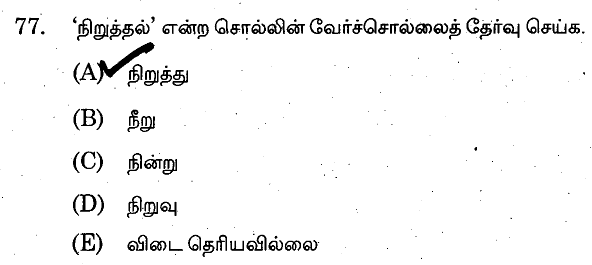 77. ‘நிறுத்தல்’ என்ற சொல்லின் வேர்ச்சொல்லைத் தேர்வு செய்க.
(A) நிறுத்து
(B) நீறு
(C) நின்று
(D) நிறுவு
(E) விடை தெரியவில்லை